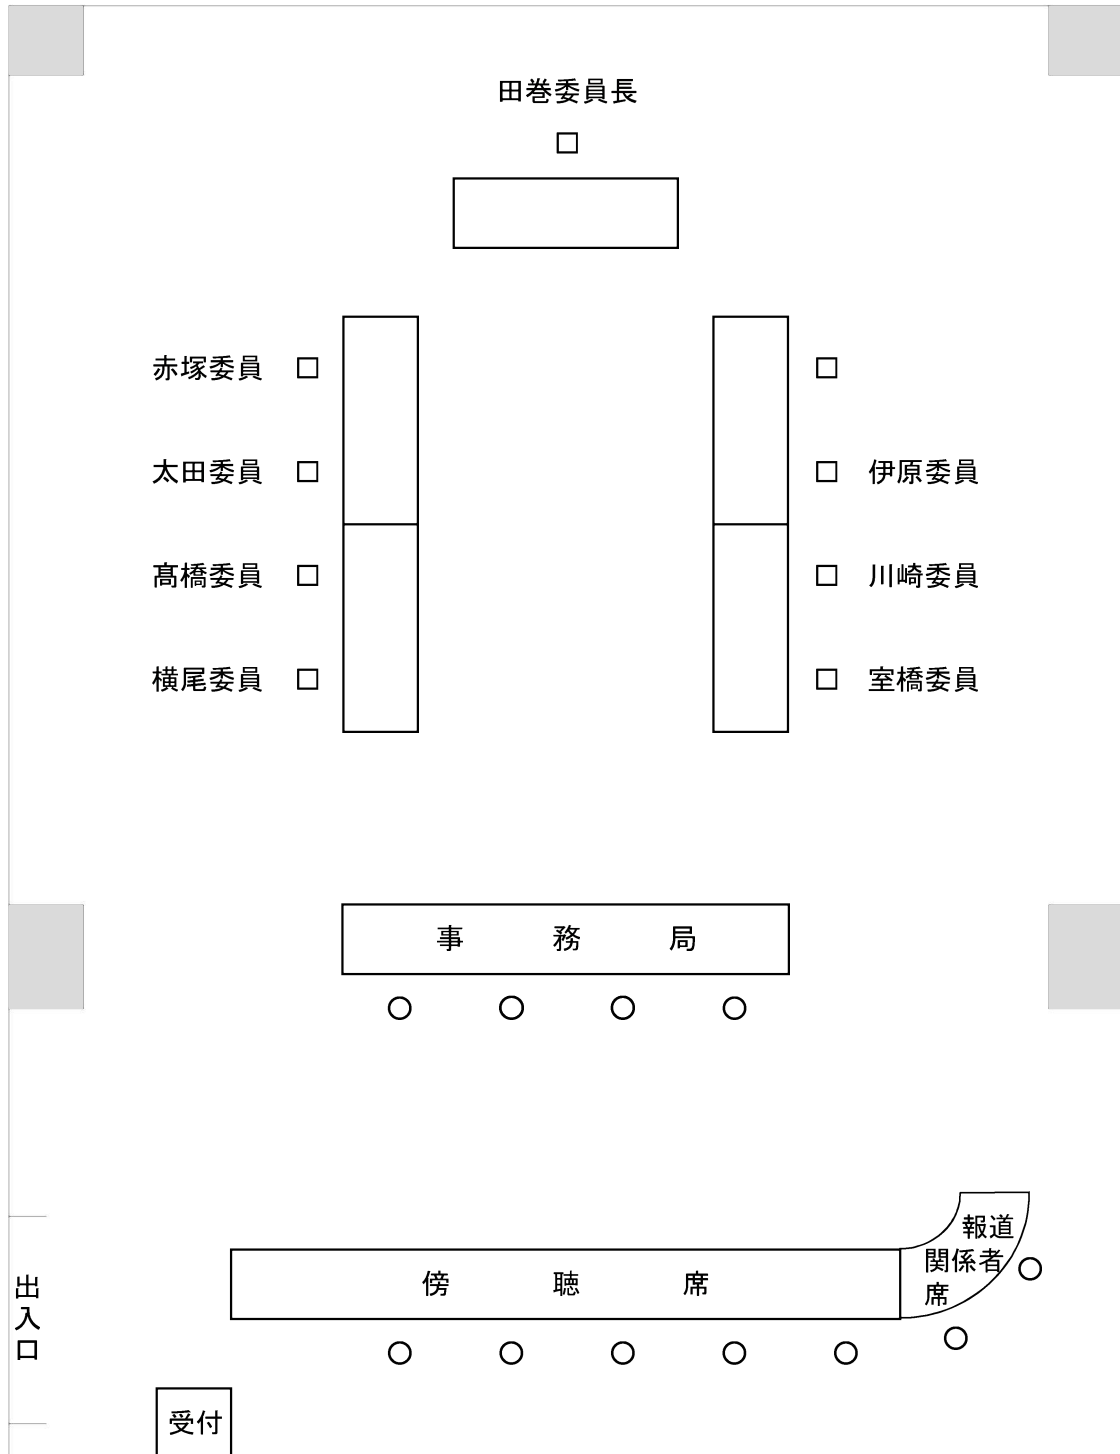 田巻委員長
赤塚委員
太田委員 伊原委員
髙橋委員 川崎委員
横尾委員 室橋委員
事務局
報道
関係者
席
傍聴席
出入口
受付